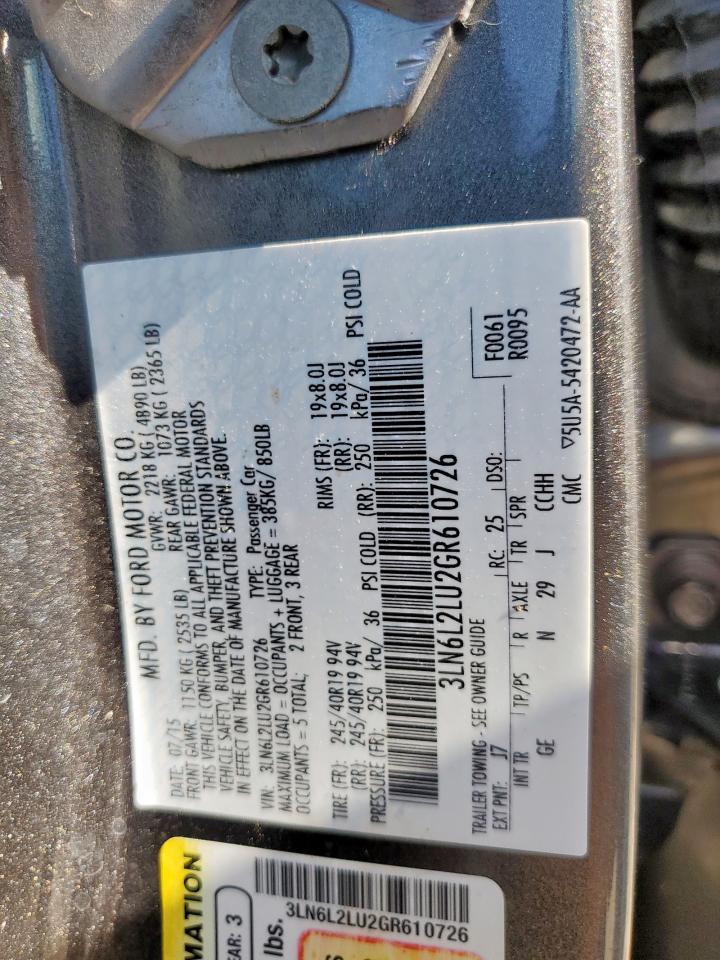 MFD. BY FORD MOTOR CO.
DATE: 07/15 GVWR: 2218 KG ( 4890 LB)
FRONT GAWR: 1150 KG ( 2535 LB) REAR GAWR: 1073 KG ( 2365 LB)
THIS VEHICLE CONFORMS TO ALL APPLICABLE FEDERAL MOTOR
VEHICLE SAFETY, BUMPER, AND THEFT PREVENTION STANDARDS
IN EFFECT ON THE DATE OF MANUFACTURE SHOWN ABOVE.
VIN: 3LN6L2LU2GR610726 TYPE: Passenger Car
MAXIMUM LOAD = OCCUPANTS + LUGGAGE = 385KG/ 850LB
OCCUPANTS = 5 TOTAL; 2 FRONT, 3 REAR
TIRE (FR): 245/40R19 94V RIMS (FR): 19x8.0J
(RR): 245/40R19 94V (RR): 19x8.0J
PRESSURE (FR): 250 kPa/ 36 PSI COLD (RR): 250 kPa/ 36 PSI COLD
3LN6L2LU2GR610726
TRAILER TOWING - SEE OWNER GUIDE
F0061
R0095
EXT PNT: J7 RC: 25 DSO:
INT TR TP/PS R AXLE TR SPR
GE N 29 J CCHH
CMC ▽5U5A-5420472-AA
MATION
EAR: 3
lbs.
3LN6L2LU2GR610726